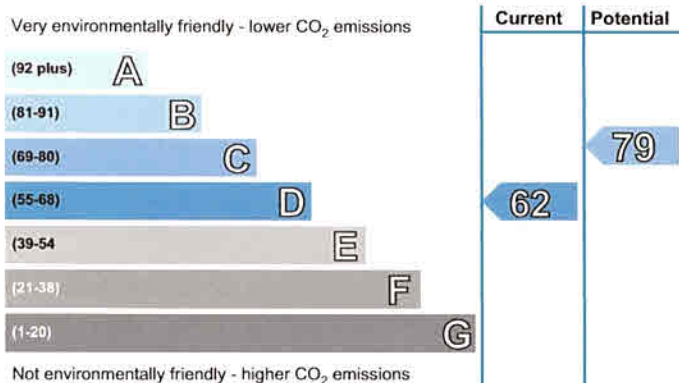 Current Potential
Very environmentally friendly - lower CO₂ emissions
(92 plus) A
(81-91) B
(69-80) C
79
(55-68) D
62
(39-54 E
(21-38) F
(1-20) G
Not environmentally friendly - higher CO₂ emissions